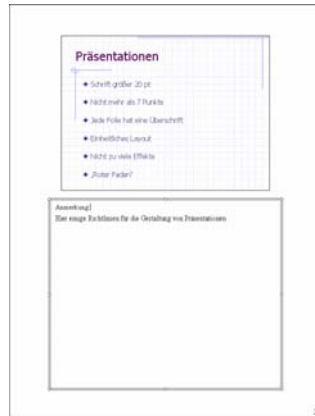 Präsentationen
Schrift größer 20 pt
Nicht mehr als 7 Punkte
Jede Folie hat eine Überschrift
Einheitliches Layout
Nicht zu viele Effekte
„Roter Faden“
Anmerkung:
Hier einige Richtlinien für die Gestaltung von Präsentationen